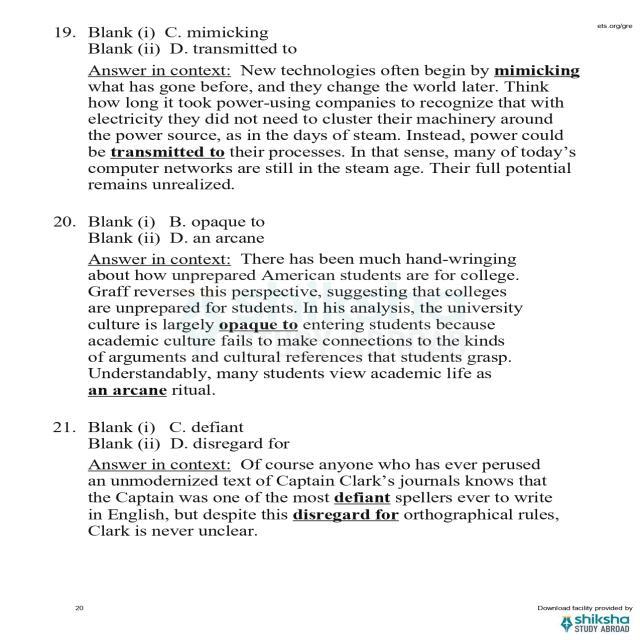 ets.org/gre
19. Blank (i) C. mimicking
Blank (ii) D. transmitted to
Answer in context: New technologies often begin by mimicking
what has gone before, and they change the world later. Think
how long it took power-using companies to recognize that with
electricity they did not need to cluster their machinery around
the power source, as in the days of steam. Instead, power could
be transmitted to their processes. In that sense, many of today's
computer networks are still in the steam age. Their full potential
remains unrealized.
20. Blank (i) B. opaque to
Blank (ii) D. an arcane
Answer in context: There has been much hand-wringing
about how unprepared American students are for college.
Graff reverses this perspective, suggesting that colleges
are unprepared for students. In his analysis, the university
culture is largely opaque to entering students because
academic culture fails to make connections to the kinds
of arguments and cultural references that students grasp.
Understandably, many students view academic life as
an arcane ritual.
21. Blank (i) C. defiant
Blank (ii) D. disregard for
Answer in context: Of course anyone who has ever perused
an unmodernized text of Captain Clark's journals knows that
the Captain was one of the most defiant spellers ever to write
in English, but despite this disregard for orthographical rules,
Clark is never unclear.
20
Download facility provided by
shiksha
STUDY ABROAD